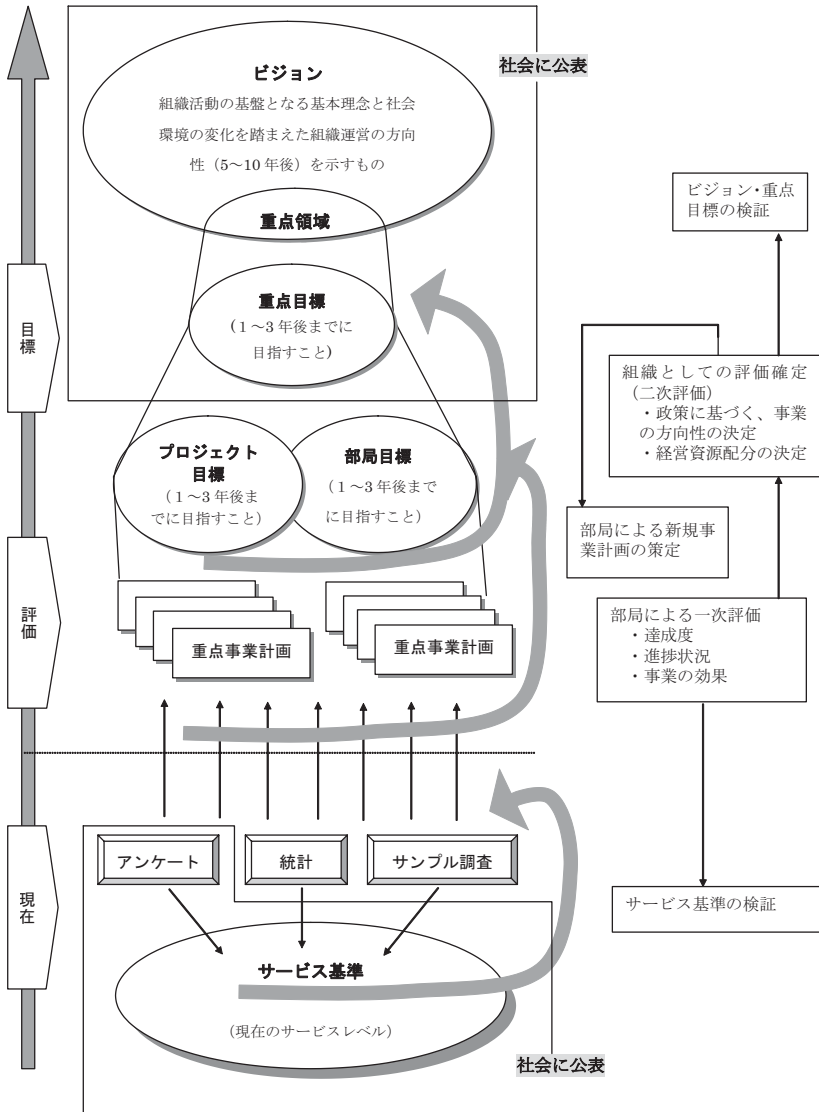 ビジョン
組織活動の基盤となる基本理念と社会
環境の変化を踏まえた組織運営の方向
性（5～10年後）を示すもの
社会に公表
重点領域
重点目標
（1～3年後までに
目指すこと）
プロジェクト
目標
（1～3年後ま
でに目指すこと）
部局目標
（1～3年後まで
に目指すこと）
重点事業計画
重点事業計画
アンケート
統計
サンプル調査
サービス基準
（現在のサービスレベル）
社会に公表
目標
評価
現在
ビジョン・重点
目標の検証
組織としての評価確定
（二次評価）
・政策に基づく、事業
の方向性の決定
・経営資源配分の決定
部局による新規事
業計画の策定
部局による一次評価
・達成度
・進捗状況
・事業の効果
サービス基準の検証